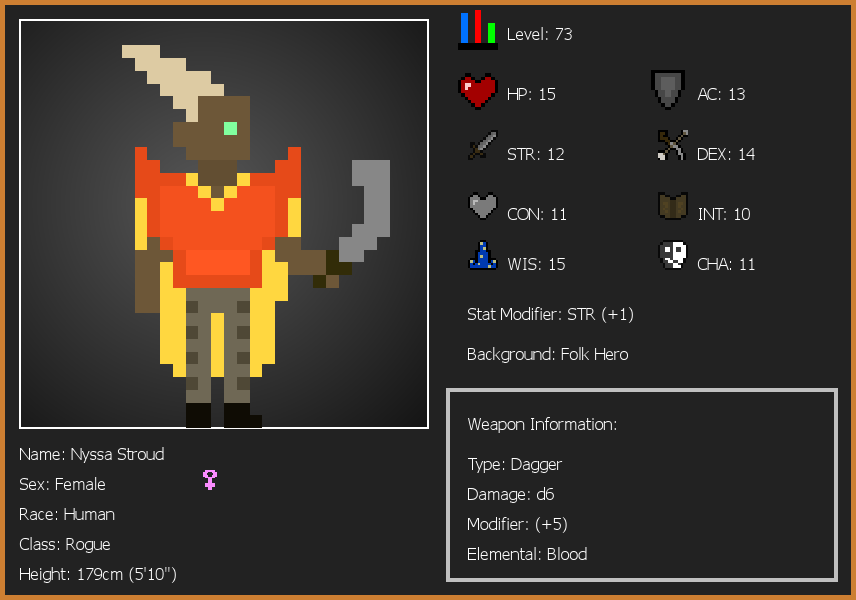 Level: 73
HP: 15
AC: 13
STR: 12
DEX: 14
CON: 11
INT: 10
WIS: 15
CHA: 11
Stat Modifier: STR (+1)
Background: Folk Hero
Weapon Information:
Type: Dagger
Damage: d6
Modifier: (+5)
Elemental: Blood
Name: Nyssa Stroud
Sex: Female
Race: Human
Class: Rogue
Height: 179cm (5'10")